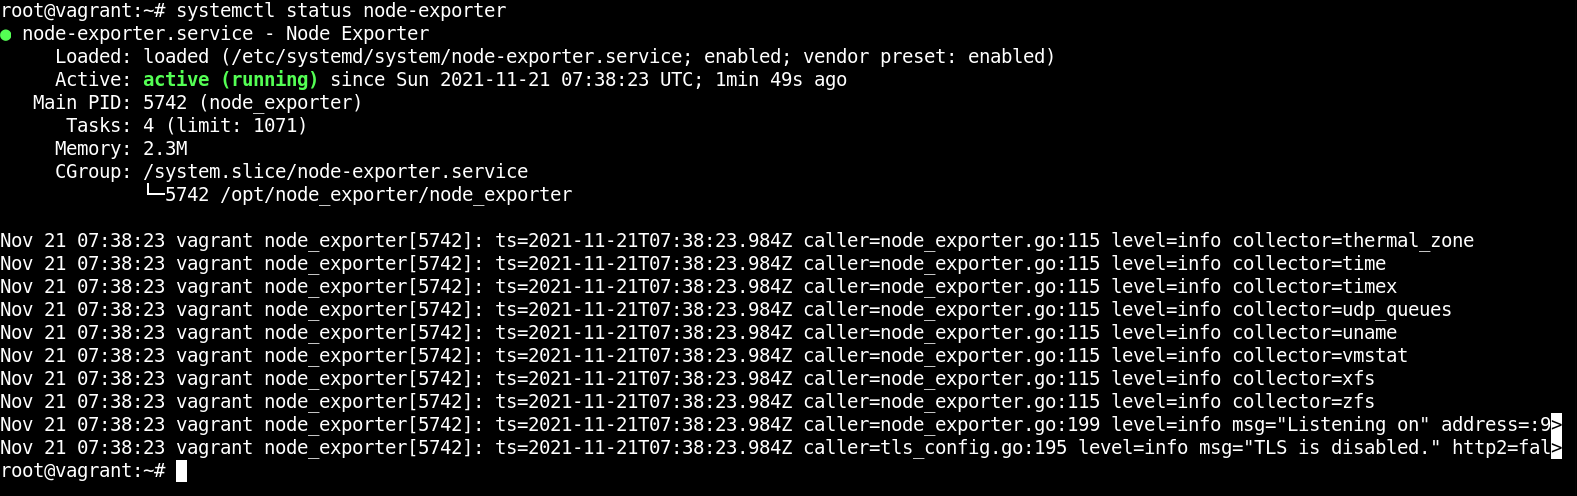 root@vagrant:~# systemctl status node-exporter
● node-exporter.service - Node Exporter
     Loaded: loaded (/etc/systemd/system/node-exporter.service; enabled; vendor preset: enabled)
     Active: active (running) since Sun 2021-11-21 07:38:23 UTC; 1min 49s ago
   Main PID: 5742 (node_exporter)
      Tasks: 4 (limit: 1071)
     Memory: 2.3M
     CGroup: /system.slice/node-exporter.service
             └─5742 /opt/node_exporter/node_exporter

Nov 21 07:38:23 vagrant node_exporter[5742]: ts=2021-11-21T07:38:23.984Z caller=node_exporter.go:115 level=info collector=thermal_zone
Nov 21 07:38:23 vagrant node_exporter[5742]: ts=2021-11-21T07:38:23.984Z caller=node_exporter.go:115 level=info collector=time
Nov 21 07:38:23 vagrant node_exporter[5742]: ts=2021-11-21T07:38:23.984Z caller=node_exporter.go:115 level=info collector=timex
Nov 21 07:38:23 vagrant node_exporter[5742]: ts=2021-11-21T07:38:23.984Z caller=node_exporter.go:115 level=info collector=udp_queues
Nov 21 07:38:23 vagrant node_exporter[5742]: ts=2021-11-21T07:38:23.984Z caller=node_exporter.go:115 level=info collector=uname
Nov 21 07:38:23 vagrant node_exporter[5742]: ts=2021-11-21T07:38:23.984Z caller=node_exporter.go:115 level=info collector=vmstat
Nov 21 07:38:23 vagrant node_exporter[5742]: ts=2021-11-21T07:38:23.984Z caller=node_exporter.go:115 level=info collector=xfs
Nov 21 07:38:23 vagrant node_exporter[5742]: ts=2021-11-21T07:38:23.984Z caller=node_exporter.go:115 level=info collector=zfs
Nov 21 07:38:23 vagrant node_exporter[5742]: ts=2021-11-21T07:38:23.984Z caller=node_exporter.go:199 level=info msg="Listening on" address=:9>
Nov 21 07:38:23 vagrant node_exporter[5742]: ts=2021-11-21T07:38:23.984Z caller=tls_config.go:195 level=info msg="TLS is disabled." http2=fal>
root@vagrant:~#